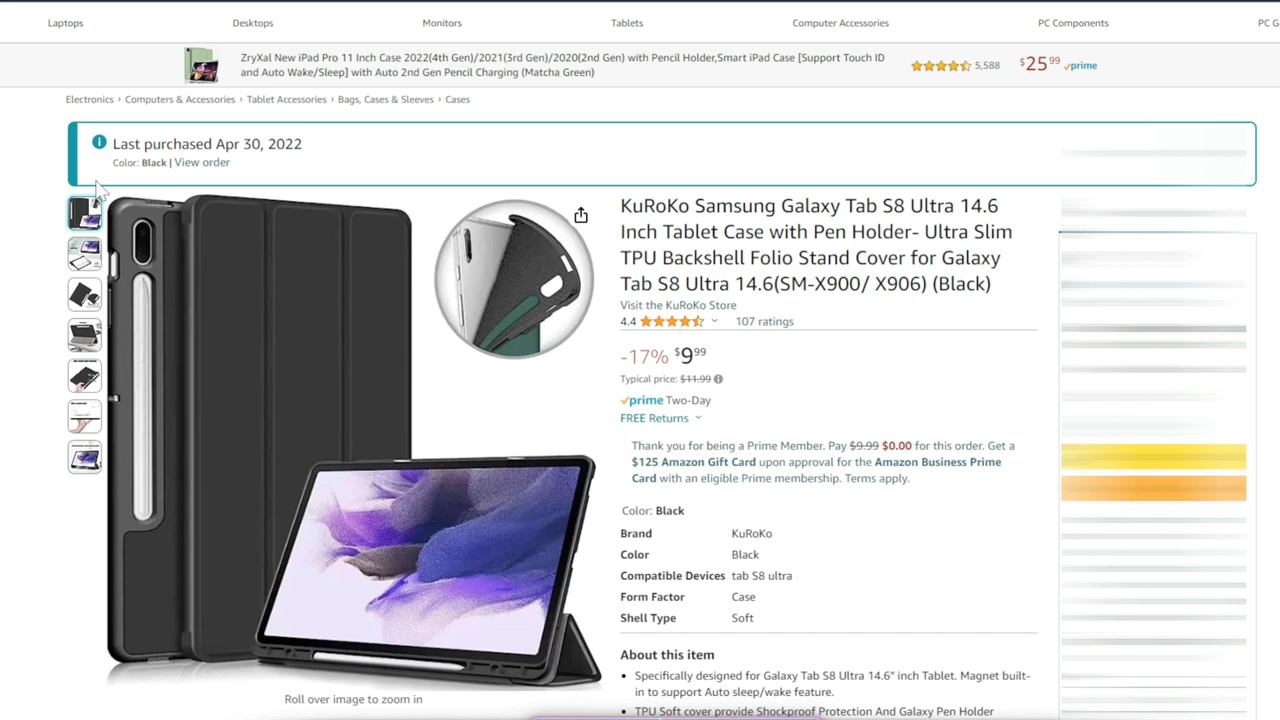 Laptops Desktops Monitors Tablets Computer Accessories PC Components PC G
ZryXal New iPad Pro 11 Inch Case 2022(4th Gen)/2021(3rd Gen)/2020(2nd Gen) with Pencil Holder,Smart iPad Case [Support Touch ID
and Auto Wake/Sleep] with Auto 2nd Gen Pencil Charging (Matcha Green)
5,588 $25 99 prime
Electronics › Computers & Accessories › Tablet Accessories › Bags, Cases & Sleeves › Cases
Last purchased Apr 30, 2022
Color: Black | View order
KuRoKo Samsung Galaxy Tab S8 Ultra 14.6
Inch Tablet Case with Pen Holder- Ultra Slim
TPU Backshell Folio Stand Cover for Galaxy
Tab S8 Ultra 14.6(SM-X900/ X906) (Black)
Visit the KuRoKo Store
4.4 107 ratings
-17% $9 99
Typical price: $11.99
prime Two-Day
FREE Returns
Thank you for being a Prime Member. Pay $9.99 $0.00 for this order. Get a
$125 Amazon Gift Card upon approval for the Amazon Business Prime
Card with an eligible Prime membership. Terms apply.
Color: Black
Brand KuRoKo
Color Black
Compatible Devices tab S8 ultra
Form Factor Case
Shell Type Soft
About this item
• Specifically designed for Galaxy Tab S8 Ultra 14.6" inch Tablet. Magnet built-
in to support Auto sleep/wake feature.
• TPU Soft cover provide Shockproof Protection And Galaxy Pen Holder
Roll over image to zoom in